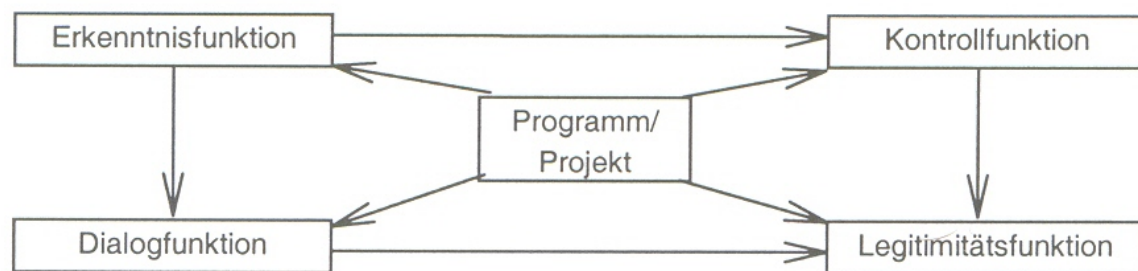 Erkenntnisfunktion
Kontrollfunktion
Programm/
Projekt
Dialogfunktion
Legitimitätsfunktion